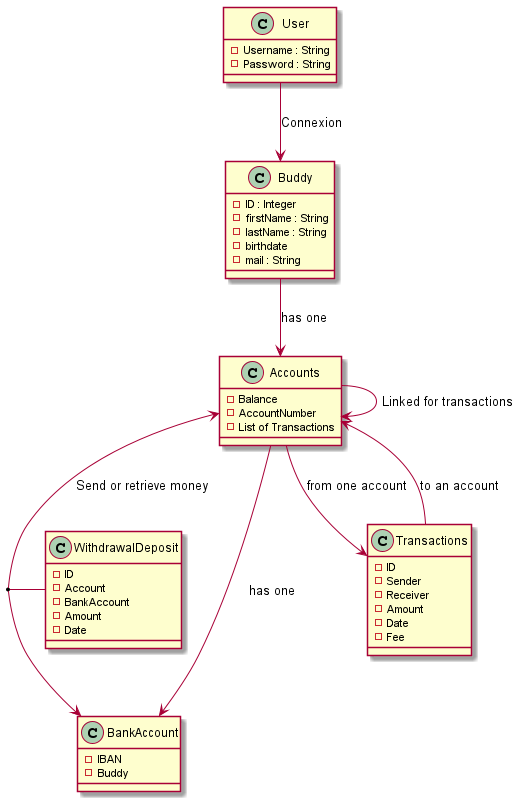 C User
Username : String
Password : String
Connexion
C Buddy
ID : Integer
firstName : String
lastName : String
birthdate
mail : String
has one
C Accounts
Balance
AccountNumber
List of Transactions
Linked for transactions
Send or retrieve money
from one account
to an account
C WithdrawalDeposit
ID
Account
BankAccount
Amount
Date
has one
C Transactions
ID
Sender
Receiver
Amount
Date
Fee
C BankAccount
IBAN
Buddy